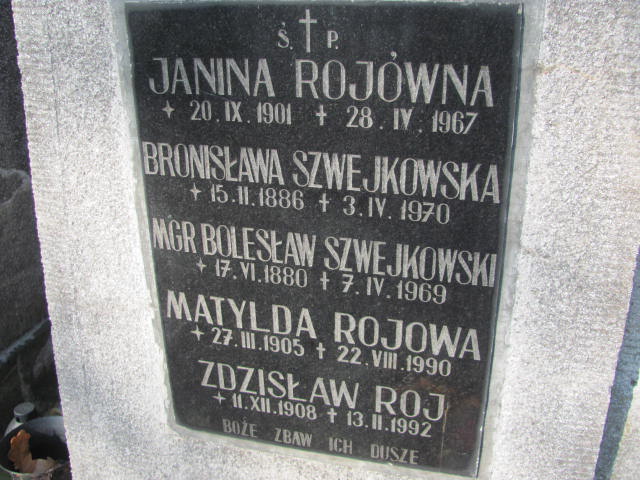 Ś. † P.
JANINA ROJÓWNA
✦ 20.IX.1901 † 28.IV.1967
BRONISŁAWA SZWEJKOWSKA
✦ 15.II.1886 † 3.IV.1970
MGR BOLESŁAW SZWEJKOWSKI
✦ 17.VI.1880 † 7.IV.1969
MATYLDA ROJOWA
✦ 27.III.1905 † 22.VIII.1990
ZDZISŁAW ROJ
✦ 11.XII.1908 † 13.II.1992
BOŻE ZBAW ICH DUSZE